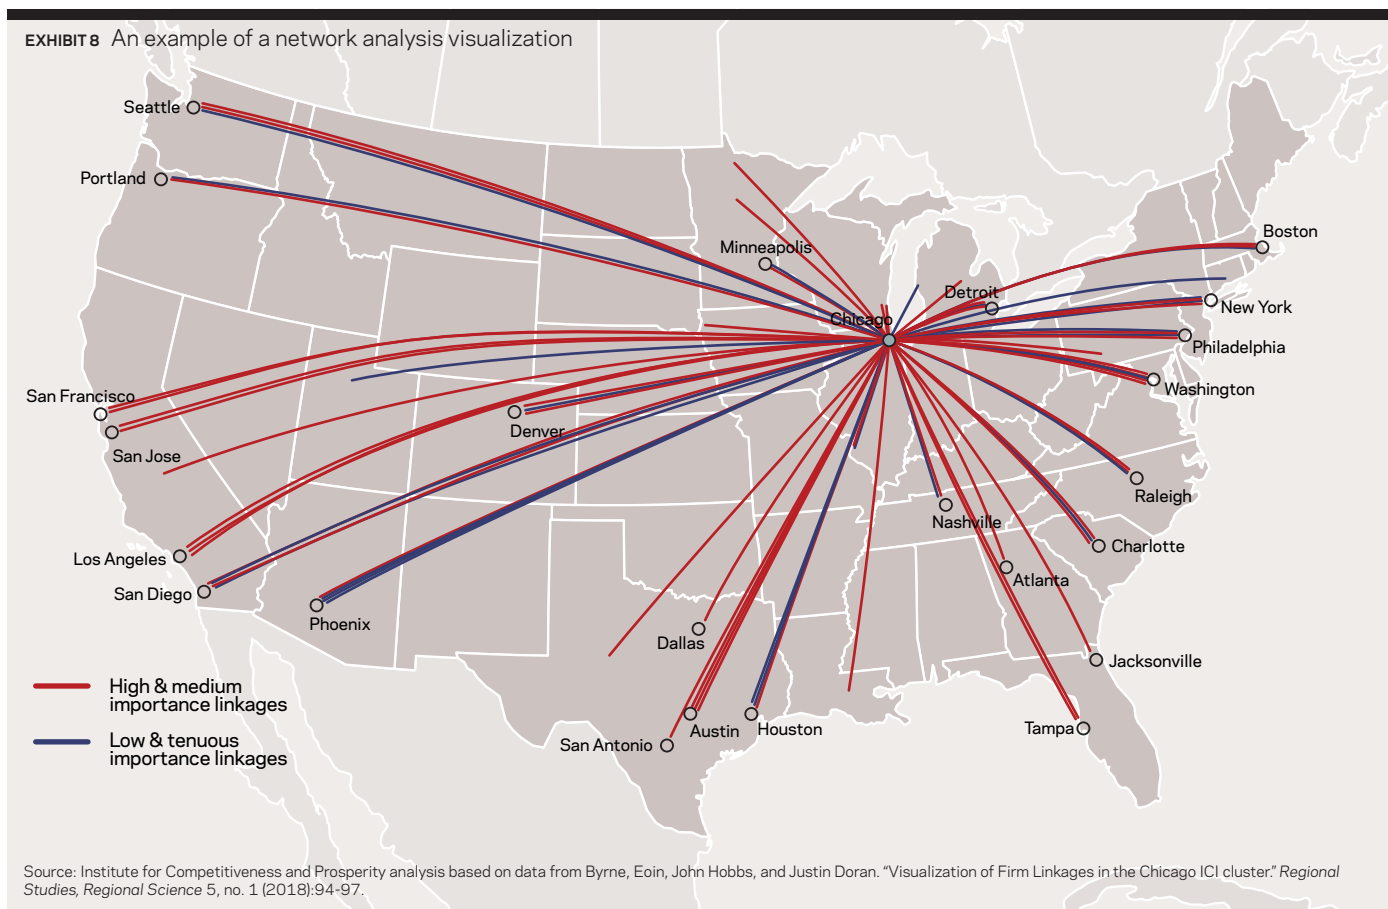 EXHIBIT 8 An example of a network analysis visualization
Seattle
Portland
Minneapolis
Boston
Detroit
New York
Chicago
Philadelphia
Washington
San Francisco
Denver
San Jose
Raleigh
Nashville
Charlotte
Los Angeles
Atlanta
San Diego
Phoenix
Dallas
Jacksonville
High & medium
importance linkages
Austin
Houston
Tampa
San Antonio
Low & tenuous
importance linkages
Source: Institute for Competitiveness and Prosperity analysis based on data from Byrne, Eoin, John Hobbs, and Justin Doran. “Visualization of Firm Linkages in the Chicago ICI cluster.” Regional
Studies, Regional Science 5, no. 1 (2018):94-97.